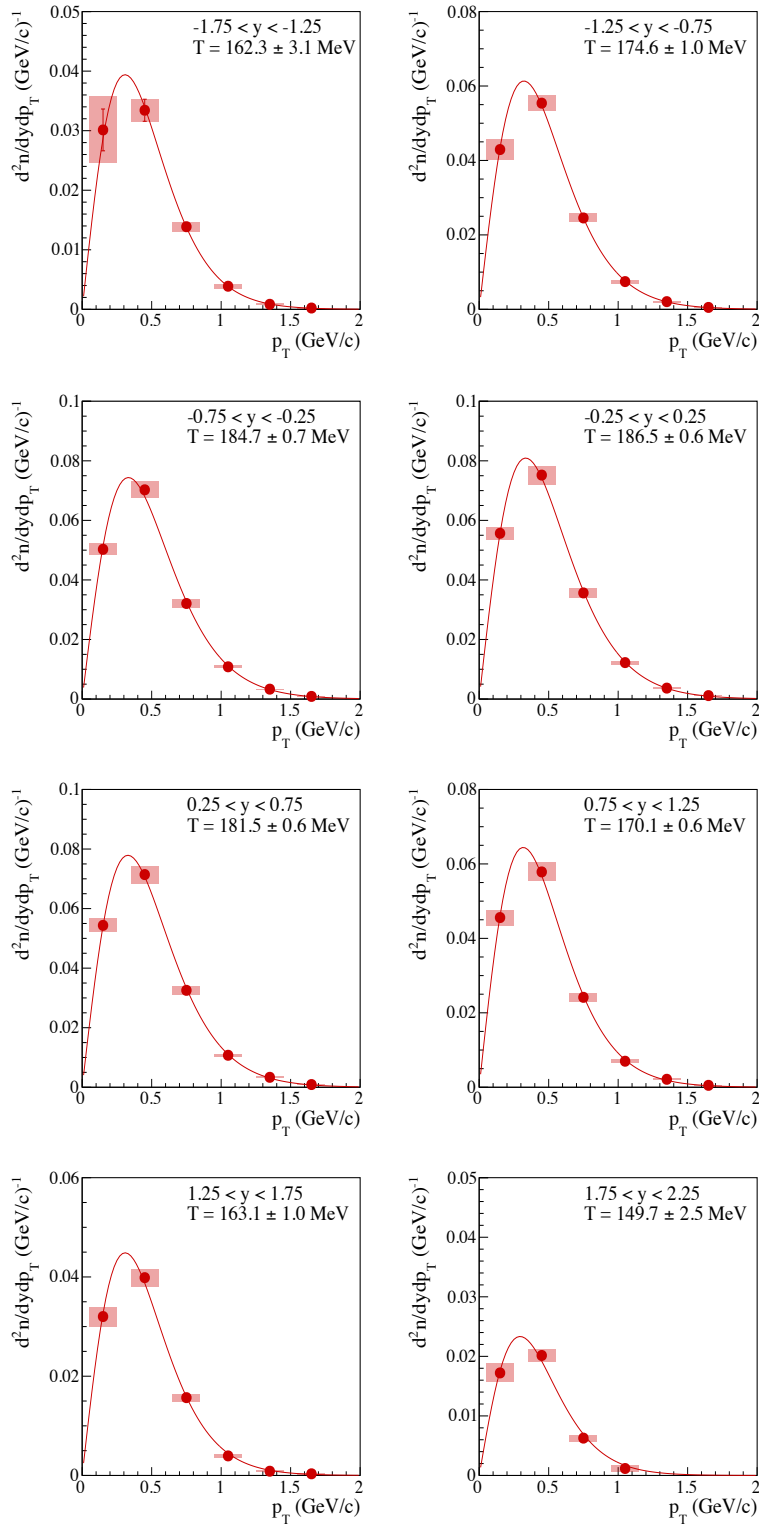 -1.75 < y < -1.25
T = 162.3 ± 3.1 MeV
d²n/dydp_T (GeV/c)⁻¹
0.05
0.04
0.03
0.02
0.01
0
0 0.5 1 1.5 2
p_T (GeV/c)
-1.25 < y < -0.75
T = 174.6 ± 1.0 MeV
d²n/dydp_T (GeV/c)⁻¹
0.08
0.06
0.04
0.02
0
0 0.5 1 1.5 2
p_T (GeV/c)
-0.75 < y < -0.25
T = 184.7 ± 0.7 MeV
d²n/dydp_T (GeV/c)⁻¹
0.1
0.08
0.06
0.04
0.02
0
0 0.5 1 1.5 2
p_T (GeV/c)
-0.25 < y < 0.25
T = 186.5 ± 0.6 MeV
d²n/dydp_T (GeV/c)⁻¹
0.1
0.08
0.06
0.04
0.02
0
0 0.5 1 1.5 2
p_T (GeV/c)
0.25 < y < 0.75
T = 181.5 ± 0.6 MeV
d²n/dydp_T (GeV/c)⁻¹
0.1
0.08
0.06
0.04
0.02
0
0 0.5 1 1.5 2
p_T (GeV/c)
0.75 < y < 1.25
T = 170.1 ± 0.6 MeV
d²n/dydp_T (GeV/c)⁻¹
0.08
0.06
0.04
0.02
0
0 0.5 1 1.5 2
p_T (GeV/c)
1.25 < y < 1.75
T = 163.1 ± 1.0 MeV
d²n/dydp_T (GeV/c)⁻¹
0.06
0.04
0.02
0
0 0.5 1 1.5 2
p_T (GeV/c)
1.75 < y < 2.25
T = 149.7 ± 2.5 MeV
d²n/dydp_T (GeV/c)⁻¹
0.05
0.04
0.03
0.02
0.01
0
0 0.5 1 1.5 2
p_T (GeV/c)